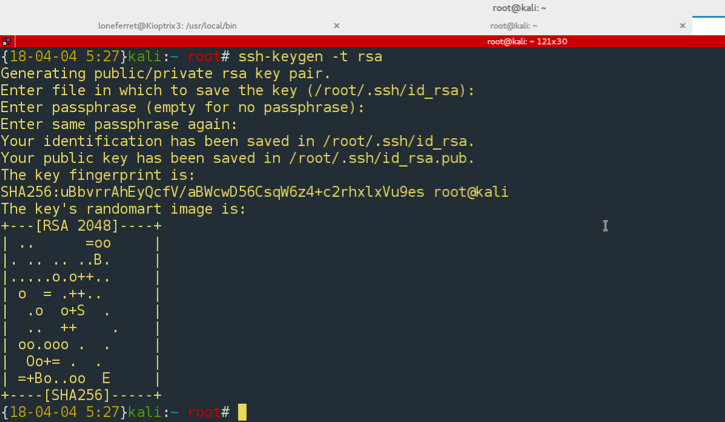 root@kali: ~
loneferret@Kioptrix3: /usr/local/bin × root@kali: ~ ×
root@kali: ~ 121x30
{18-04-04 5:27}kali:~ root# ssh-keygen -t rsa
Generating public/private rsa key pair.
Enter file in which to save the key (/root/.ssh/id_rsa):
Enter passphrase (empty for no passphrase):
Enter same passphrase again:
Your identification has been saved in /root/.ssh/id_rsa.
Your public key has been saved in /root/.ssh/id_rsa.pub.
The key fingerprint is:
SHA256:uBbvrrAhEyQcfV/aBWcwD56CsqW6z4+c2rhxlxVu9es root@kali
The key's randomart image is:
+---[RSA 2048]----+
| ..      =oo     |
|. .. .. ..B.     |
|.....o.o++..     |
| o  = .++..      |
|  .o  o+S  .     |
|  ..  ++    .    |
| oo.ooo .  .     |
|  Oo+= .  .      |
| =+Bo..oo  E     |
+----[SHA256]-----+
{18-04-04 5:27}kali:~ root#